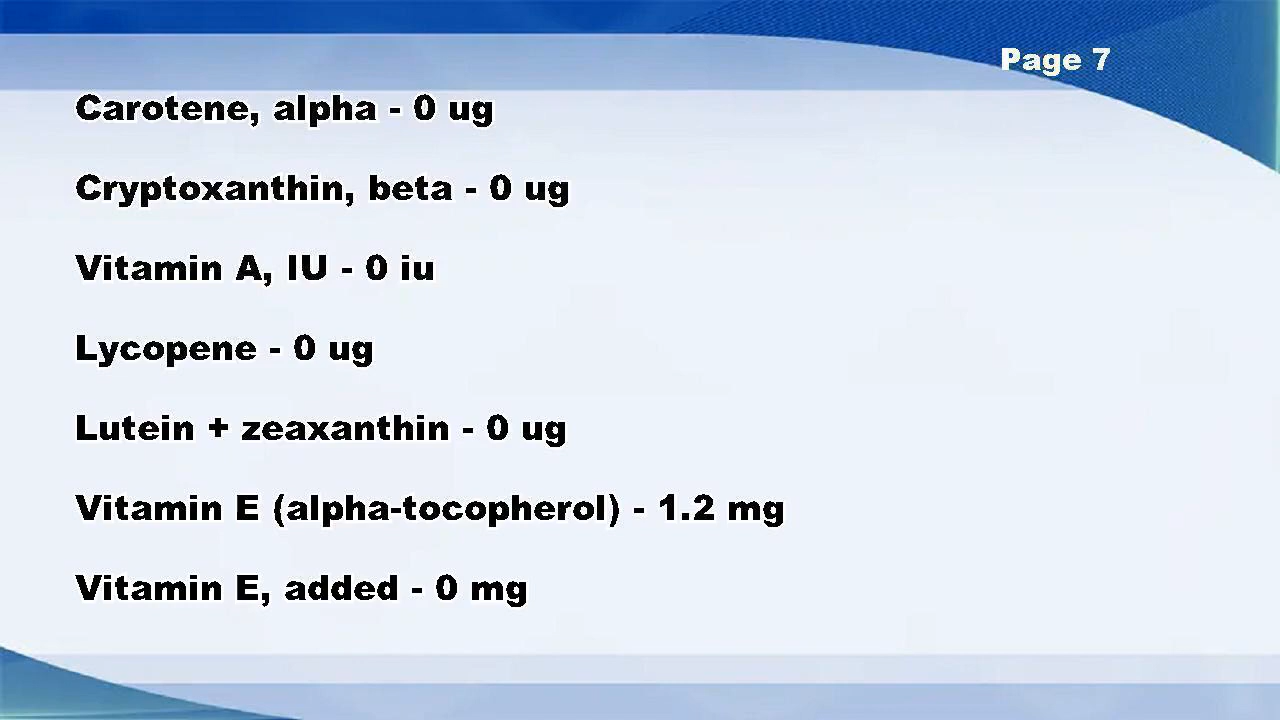 Page 7
Carotene, alpha - 0 ug
Cryptoxanthin, beta - 0 ug
Vitamin A, IU - 0 iu
Lycopene - 0 ug
Lutein + zeaxanthin - 0 ug
Vitamin E (alpha-tocopherol) - 1.2 mg
Vitamin E, added - 0 mg